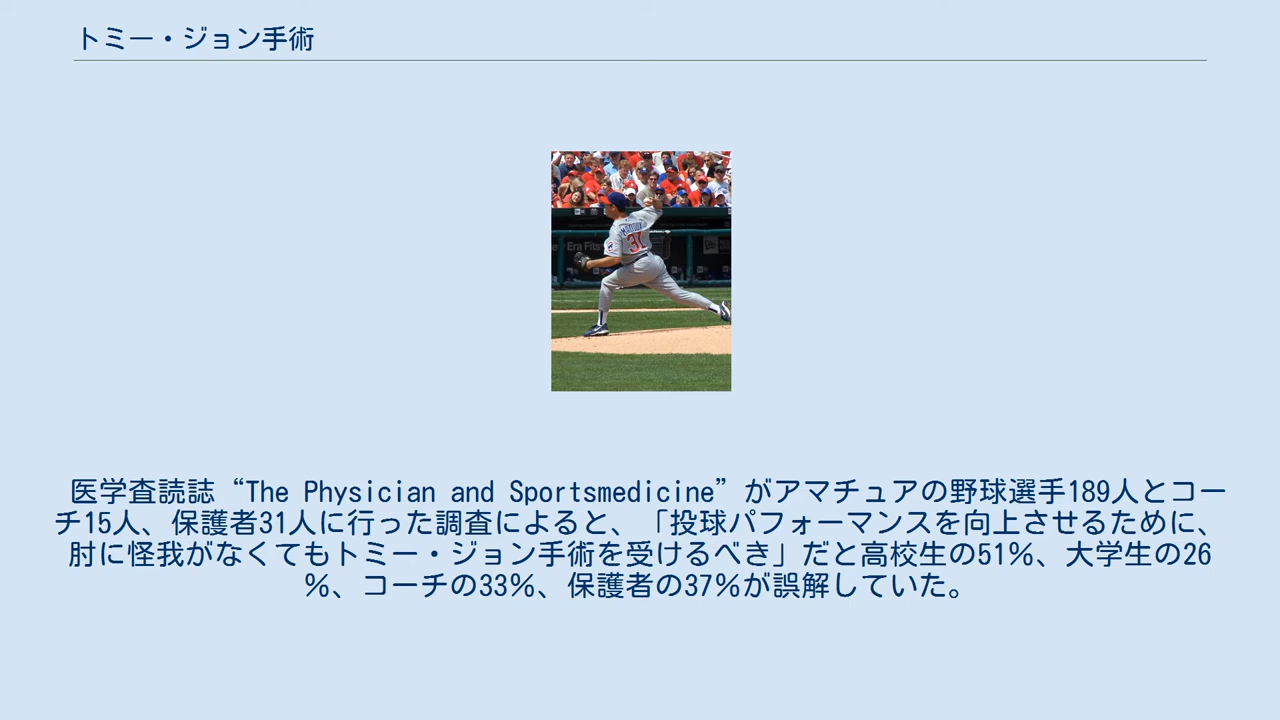 トミー・ジョン手術
MADDUX
31
Era Fits
医学査読誌“The Physician and Sportsmedicine”がアマチュアの野球選手189人とコー
チ15人、保護者31人に行った調査によると、「投球パフォーマンスを向上させるために、
肘に怪我がなくてもトミー・ジョン手術を受けるべき」だと高校生の51％、大学生の26
％、コーチの33％、保護者の37％が誤解していた。